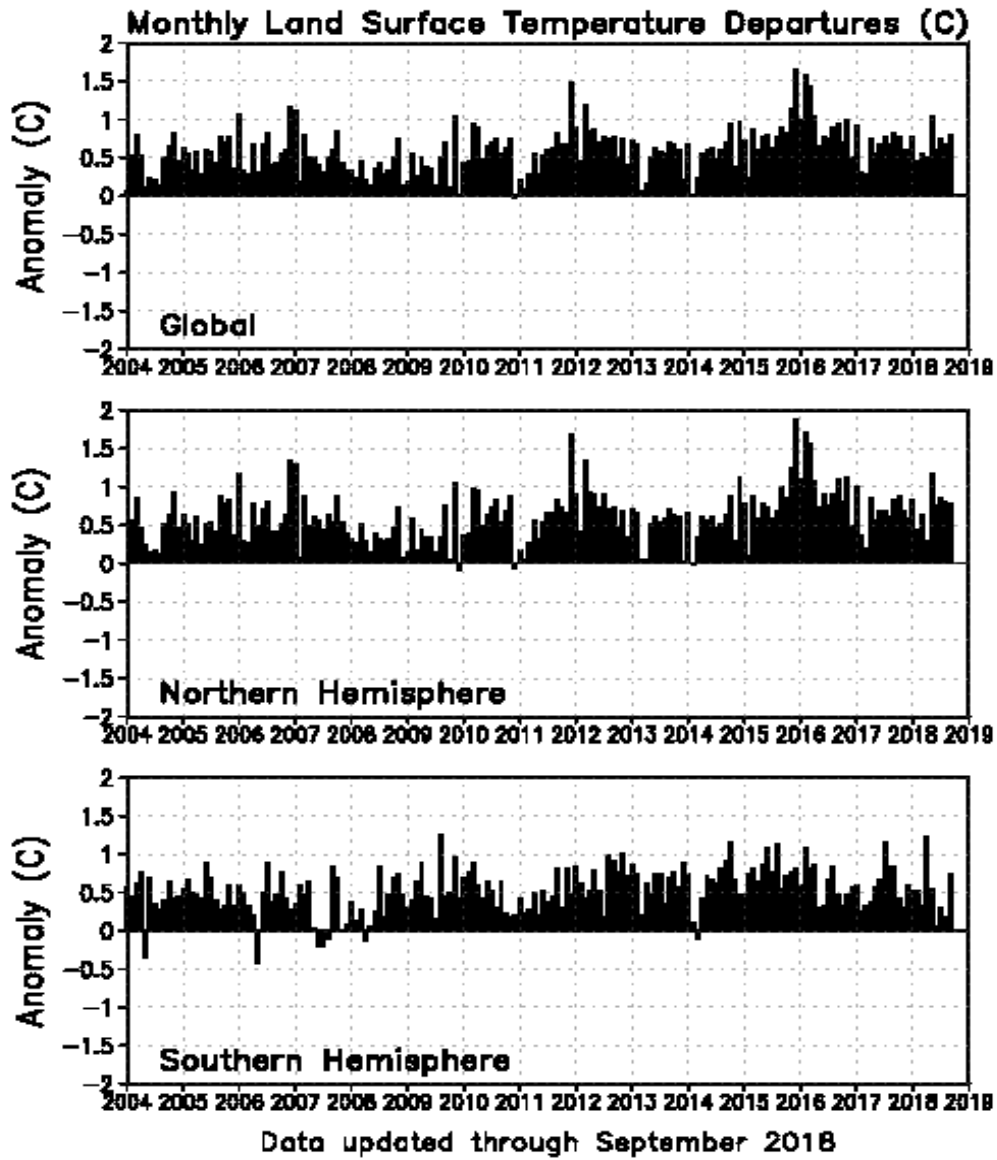 Monthly Land Surface Temperature Departures (C)
Anomaly (C)
2
1.5
1
0.5
0
−0.5
−1
−1.5
−2
Global
2004 2005 2006 2007 2008 2009 2010 2011 2012 2013 2014 2015 2016 2017 2018 2019
Anomaly (C)
2
1.5
1
0.5
0
−0.5
−1
−1.5
−2
Northern Hemisphere
2004 2005 2006 2007 2008 2009 2010 2011 2012 2013 2014 2015 2016 2017 2018 2019
Anomaly (C)
2
1.5
1
0.5
0
−0.5
−1
−1.5
−2
Southern Hemisphere
2004 2005 2006 2007 2008 2009 2010 2011 2012 2013 2014 2015 2016 2017 2018 2019
Data updated through September 2018